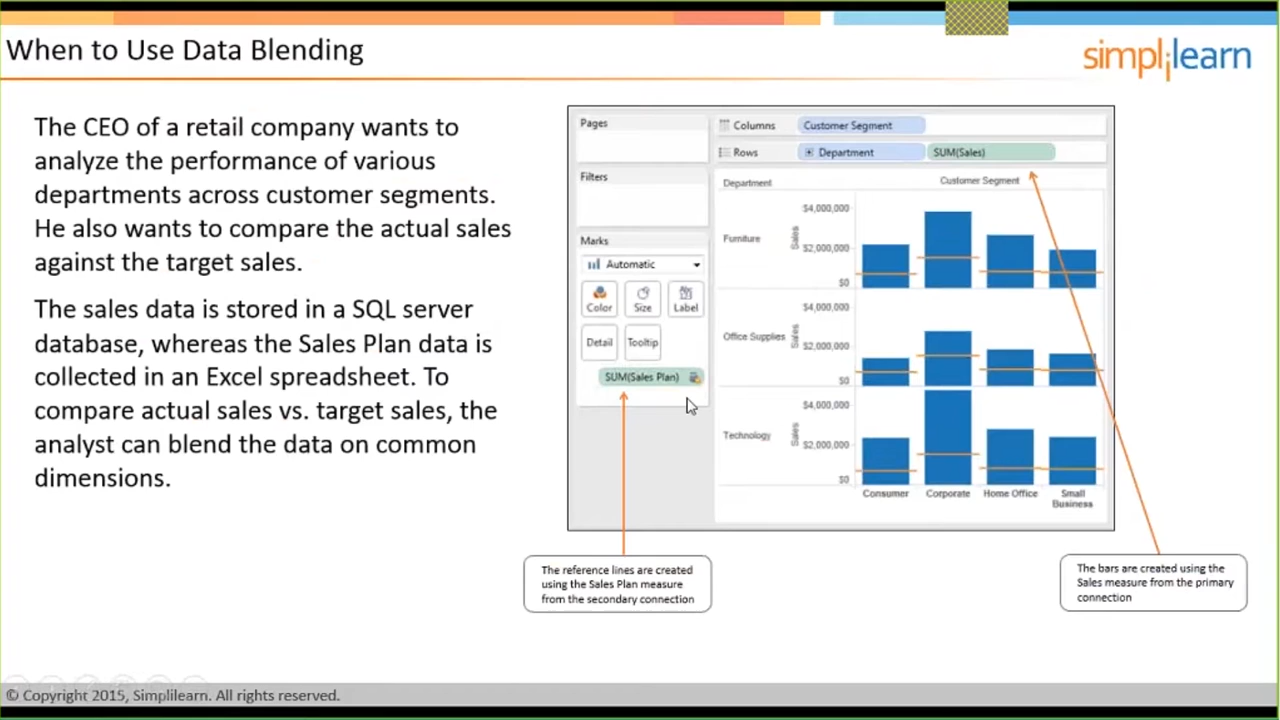 When to Use Data Blending
simplilearn
The CEO of a retail company wants to
analyze the performance of various
departments across customer segments.
He also wants to compare the actual sales
against the target sales.
The sales data is stored in a SQL server
database, whereas the Sales Plan data is
collected in an Excel spreadsheet. To
compare actual sales vs. target sales, the
analyst can blend the data on common
dimensions.
Pages
Filters
Marks
Automatic
Color Size Label
Detail Tooltip
SUM(Sales Plan)
Columns Customer Segment
Rows Department SUM(Sales)
Department Customer Segment
Furniture Sales $4,000,000
$2,000,000
$0
Office Supplies Sales $4,000,000
$2,000,000
$0
Technology Sales $4,000,000
$2,000,000
$0
Consumer Corporate Home Office Small
Business
The reference lines are created
using the Sales Plan measure
from the secondary connection
The bars are created using the
Sales measure from the primary
connection
© Copyright 2015, Simplilearn. All rights reserved.